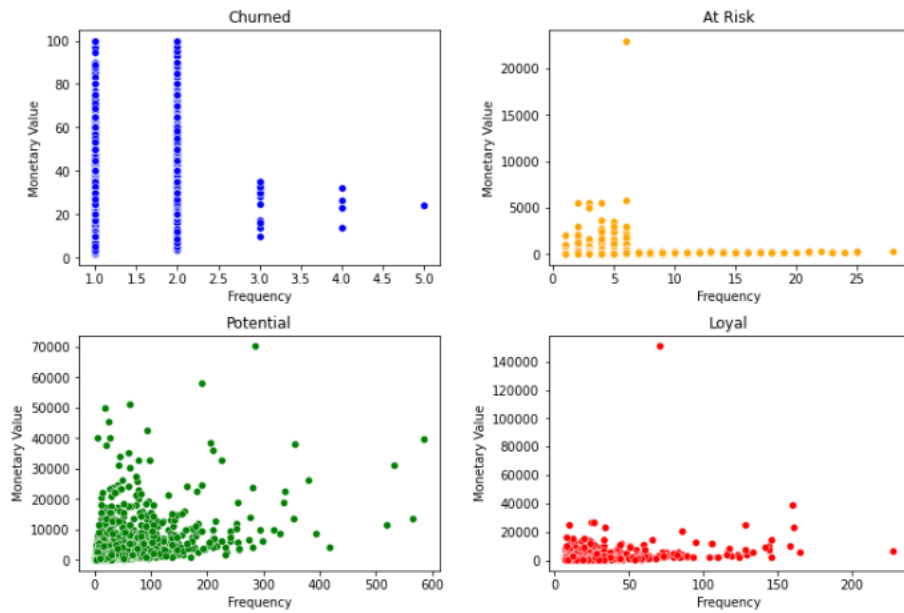 Churned
100
80
60
40
20
0
Monetary Value
1.0 1.5 2.0 2.5 3.0 3.5 4.0 4.5 5.0
Frequency
At Risk
20000
15000
10000
5000
0
Monetary Value
0 5 10 15 20 25
Frequency
Potential
70000
60000
50000
40000
30000
20000
10000
0
Monetary Value
0 100 200 300 400 500 600
Frequency
Loyal
140000
120000
100000
80000
60000
40000
20000
0
Monetary Value
0 50 100 150 200
Frequency